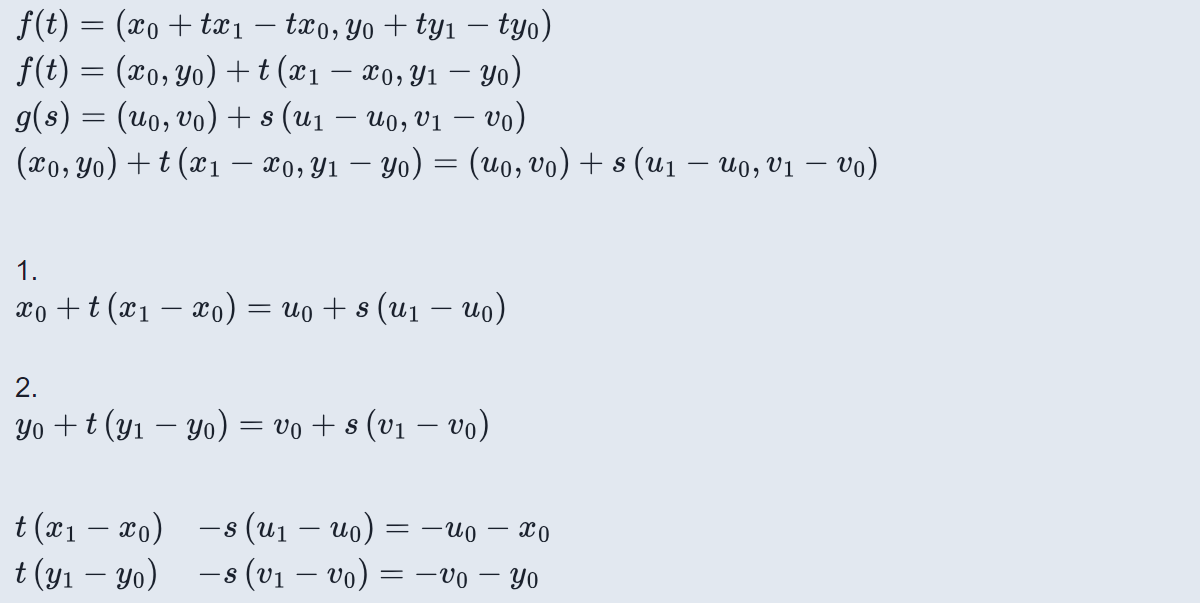 f(t) = (x₀ + tx₁ − tx₀, y₀ + ty₁ − ty₀)
f(t) = (x₀, y₀) + t (x₁ − x₀, y₁ − y₀)
g(s) = (u₀, v₀) + s (u₁ − u₀, v₁ − v₀)
(x₀, y₀) + t (x₁ − x₀, y₁ − y₀) = (u₀, v₀) + s (u₁ − u₀, v₁ − v₀)
1.
x₀ + t (x₁ − x₀) = u₀ + s (u₁ − u₀)
2.
y₀ + t (y₁ − y₀) = v₀ + s (v₁ − v₀)
t (x₁ − x₀) −s (u₁ − u₀) = −u₀ − x₀
t (y₁ − y₀) −s (v₁ − v₀) = −v₀ − y₀